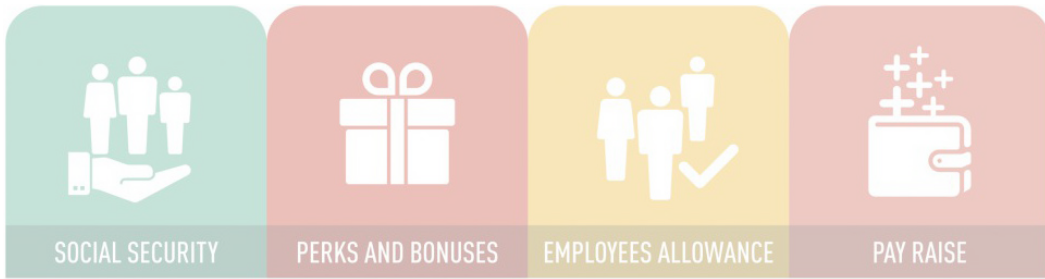 SOCIAL SECURITY
PERKS AND BONUSES
EMPLOYEES ALLOWANCE
PAY RAISE